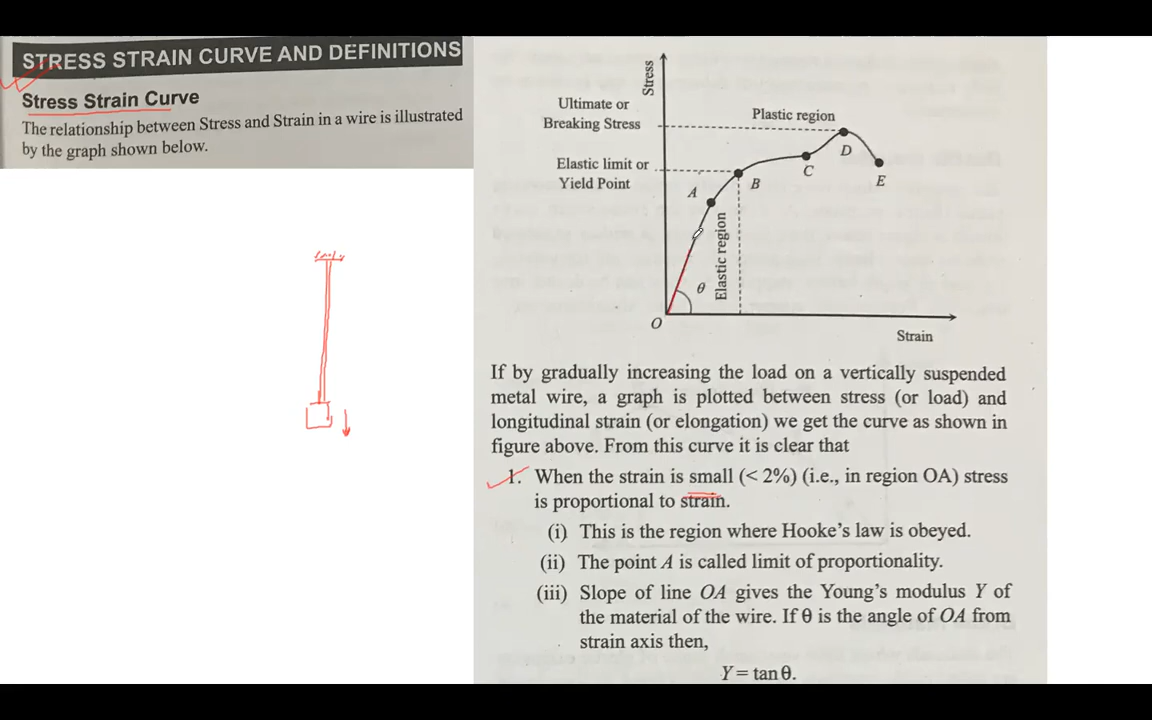 STRESS STRAIN CURVE AND DEFINITIONS
Stress Strain Curve
The relationship between Stress and Strain in a wire is illustrated
by the graph shown below.
Stress
Ultimate or
Breaking Stress
Plastic region
Elastic limit or
Yield Point
A
B
C
D
E
Elastic region
θ
O
Strain
If by gradually increasing the load on a vertically suspended
metal wire, a graph is plotted between stress (or load) and
longitudinal strain (or elongation) we get the curve as shown in
figure above. From this curve it is clear that
1. When the strain is small (< 2%) (i.e., in region OA) stress
is proportional to strain.
(i) This is the region where Hooke's law is obeyed.
(ii) The point A is called limit of proportionality.
(iii) Slope of line OA gives the Young's modulus Y of
the material of the wire. If θ is the angle of OA from
strain axis then,
Y = tan θ.